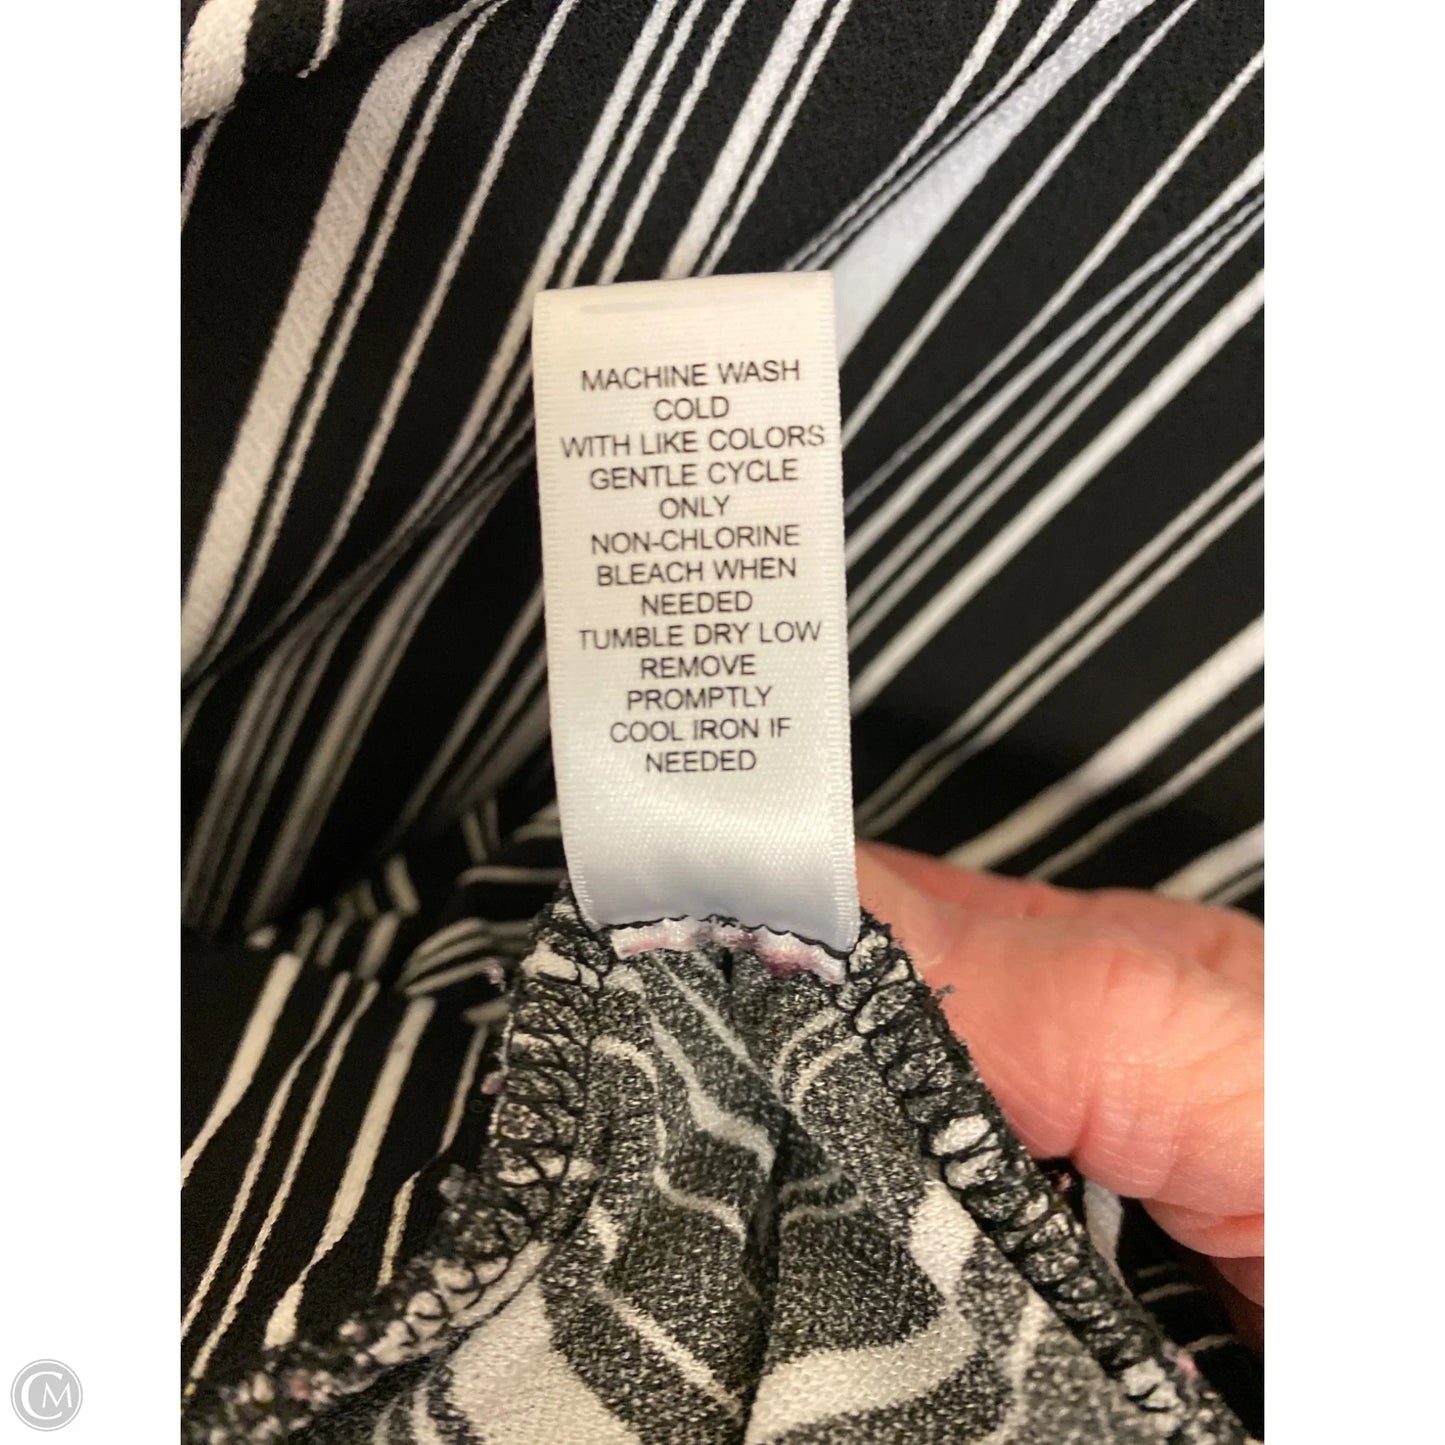 MACHINE WASH
COLD
WITH LIKE COLORS
GENTLE CYCLE
ONLY
NON-CHLORINE
BLEACH WHEN
NEEDED
TUMBLE DRY LOW
REMOVE
PROMPTLY
COOL IRON IF
NEEDED
CM